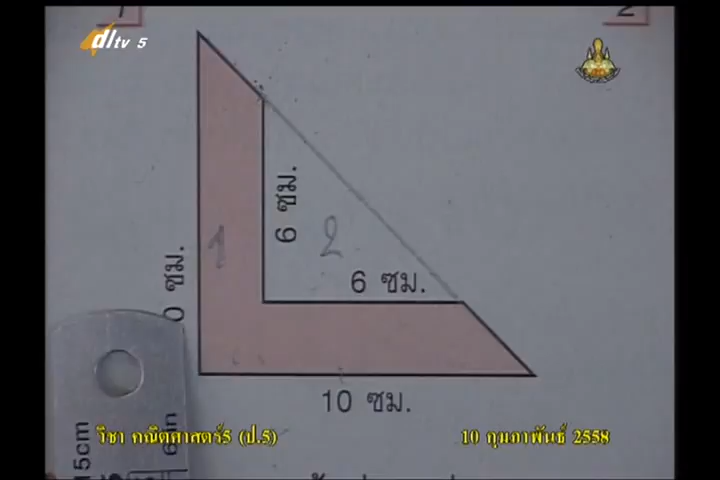 dltv 5
2
6 ซม.
1
2
6 ซม.
0 ซม.
10 ซม.
15cm
6in
วิชา คณิตศาสตร์5 (ป.5)
10 กุมภาพันธ์ 2558